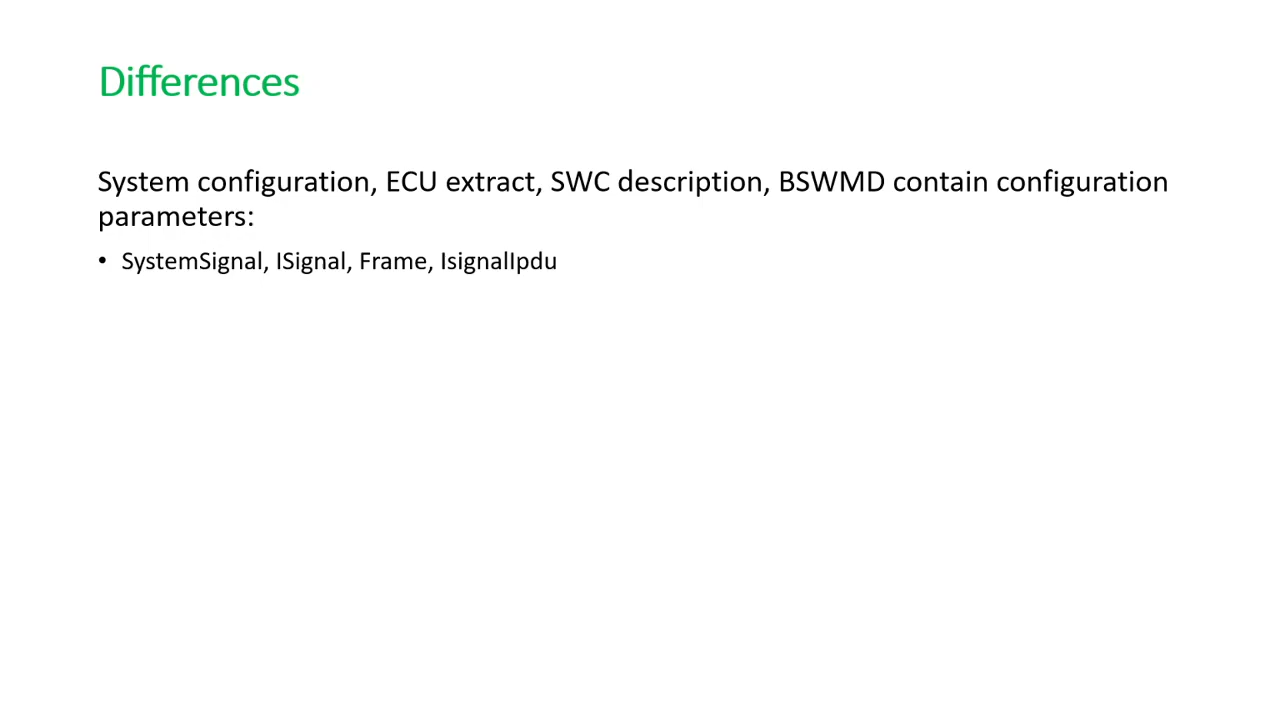 Differences
System configuration, ECU extract, SWC description, BSWMD contain configuration
parameters:
• SystemSignal, ISignal, Frame, IsignalIpdu